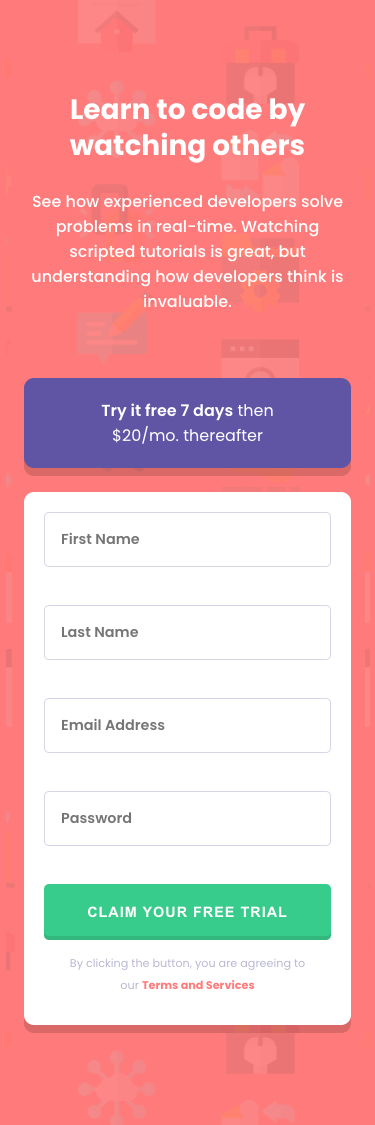 Learn to code by
watching others
See how experienced developers solve
problems in real-time. Watching
scripted tutorials is great, but
understanding how developers think is
invaluable.
Try it free 7 days then
$20/mo. thereafter
First Name
Last Name
Email Address
Password
CLAIM YOUR FREE TRIAL
By clicking the button, you are agreeing to
our Terms and Services